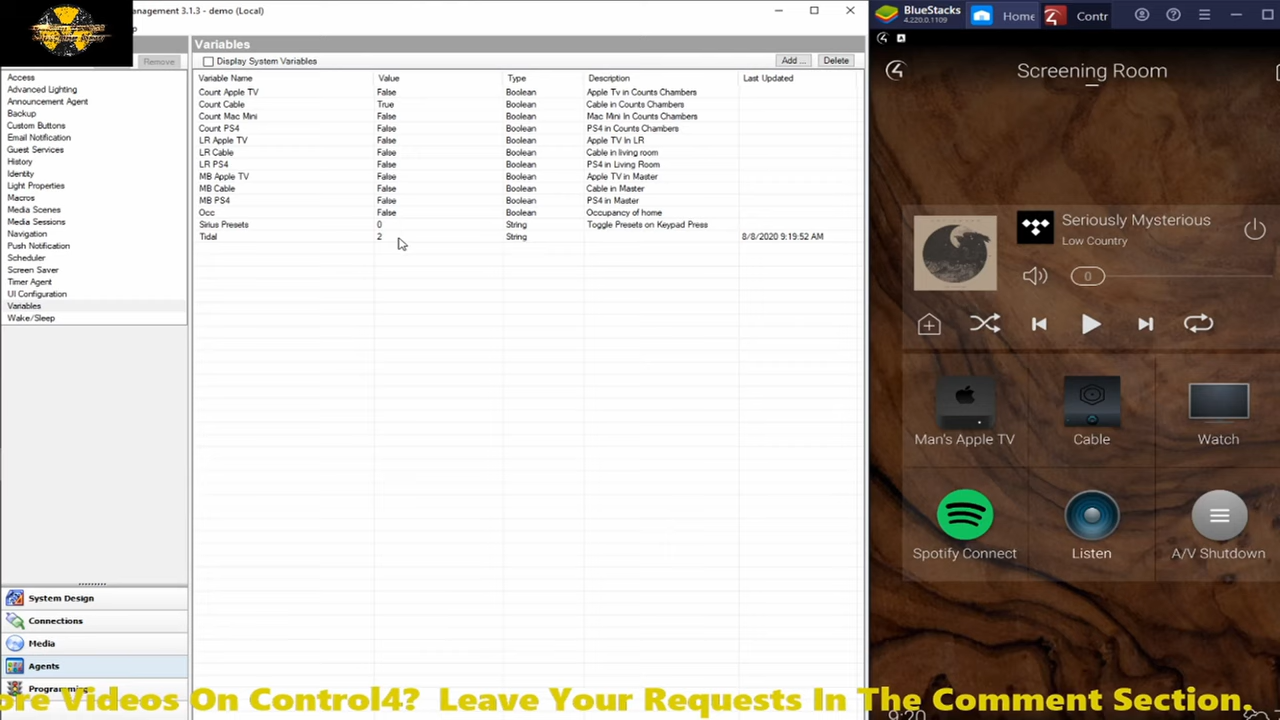 anagement 3.1.3 - demo (Local)
Remove
Access
Advanced Lighting
Announcement Agent
Backup
Custom Buttons
Email Notification
Guest Services
History
Identity
Light Properties
Macros
Media Scenes
Media Sessions
Navigation
Push Notification
Scheduler
Screen Saver
Timer Agent
UI Configuration
Variables
Wake/Sleep
System Design
Connections
Media
Agents
Programming
Variables
Display System Variables Add ... Delete
Variable Name Value Type Description Last Updated
Count Apple TV False Boolean Apple Tv in Counts Chambers
Count Cable True Boolean Cable in Counts Chambers
Count Mac Mini False Boolean Mac Mini In Counts Chambers
Count PS4 False Boolean PS4 in Counts Chambers
LR Apple TV False Boolean Apple TV In LR
LR Cable False Boolean Cable in living room
LR PS4 False Boolean PS4 in Living Room
MB Apple TV False Boolean Apple TV in Master
MB Cable False Boolean Cable in Master
MB PS4 False Boolean PS4 in Master
Occ False Boolean Occupancy of home
Sirius Presets 0 String Toggle Presets on Keypad Press
Tidal 2 String 8/8/2020 9:19:52 AM
BlueStacks
4.220.0.1109
Home
Contr
A
Screening Room
Seriously Mysterious
Low Country
0
Man's Apple TV
Cable
Watch
Spotify Connect
Listen
A/V Shutdown
9:20
ore Videos On Control4? Leave Your Requests In The Comment Section.